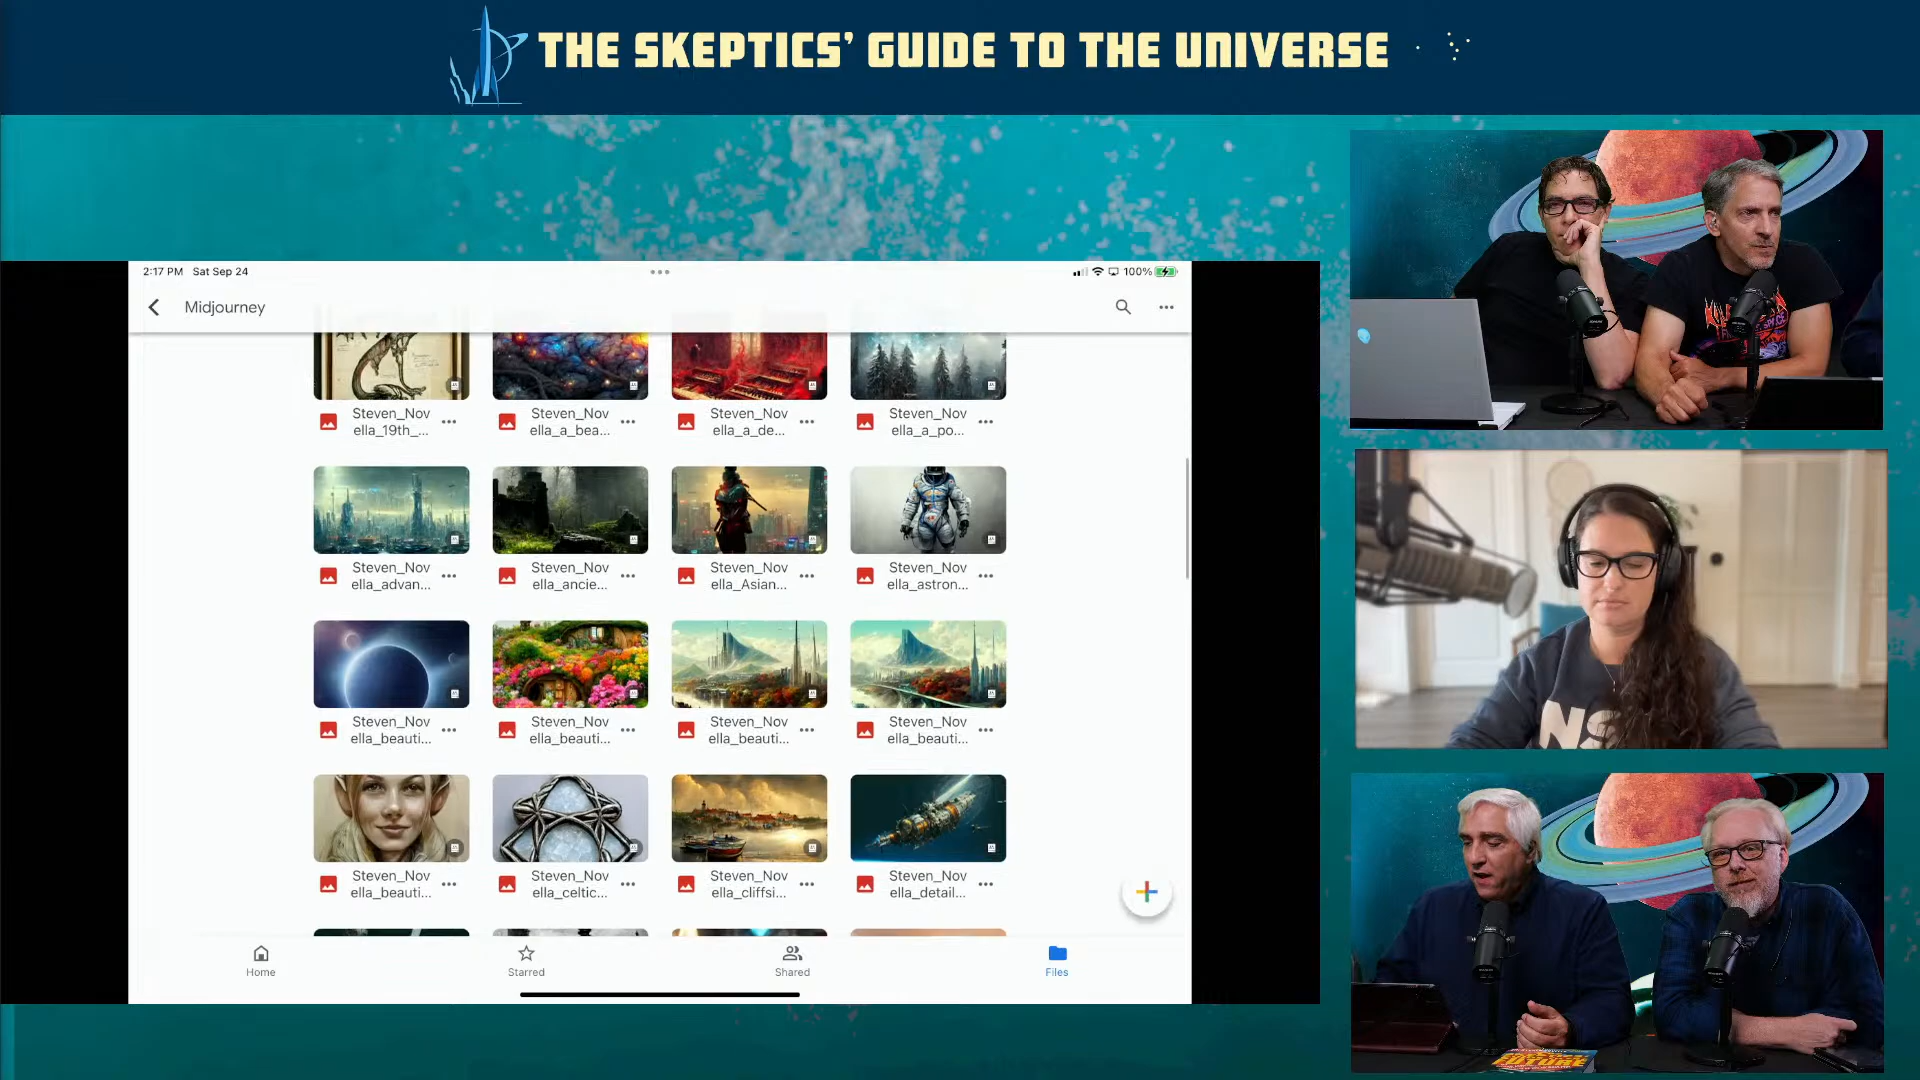 THE SKEPTICS' GUIDE TO THE UNIVERSE
2:17 PM Sat Sep 24
100%
Midjourney
Steven_Nov
ella_19th_...
Steven_Nov
ella_a_bea...
Steven_Nov
ella_a_de...
Steven_Nov
ella_a_po...
Steven_Nov
ella_advan...
Steven_Nov
ella_ancie...
Steven_Nov
ella_Asian...
Steven_Nov
ella_astron...
Steven_Nov
ella_beauti...
Steven_Nov
ella_beauti...
Steven_Nov
ella_beauti...
Steven_Nov
ella_beauti...
Steven_Nov
ella_beauti...
Steven_Nov
ella_celtic...
Steven_Nov
ella_cliffsi...
Steven_Nov
ella_detail...
Home
Starred
Shared
Files
FUTURE